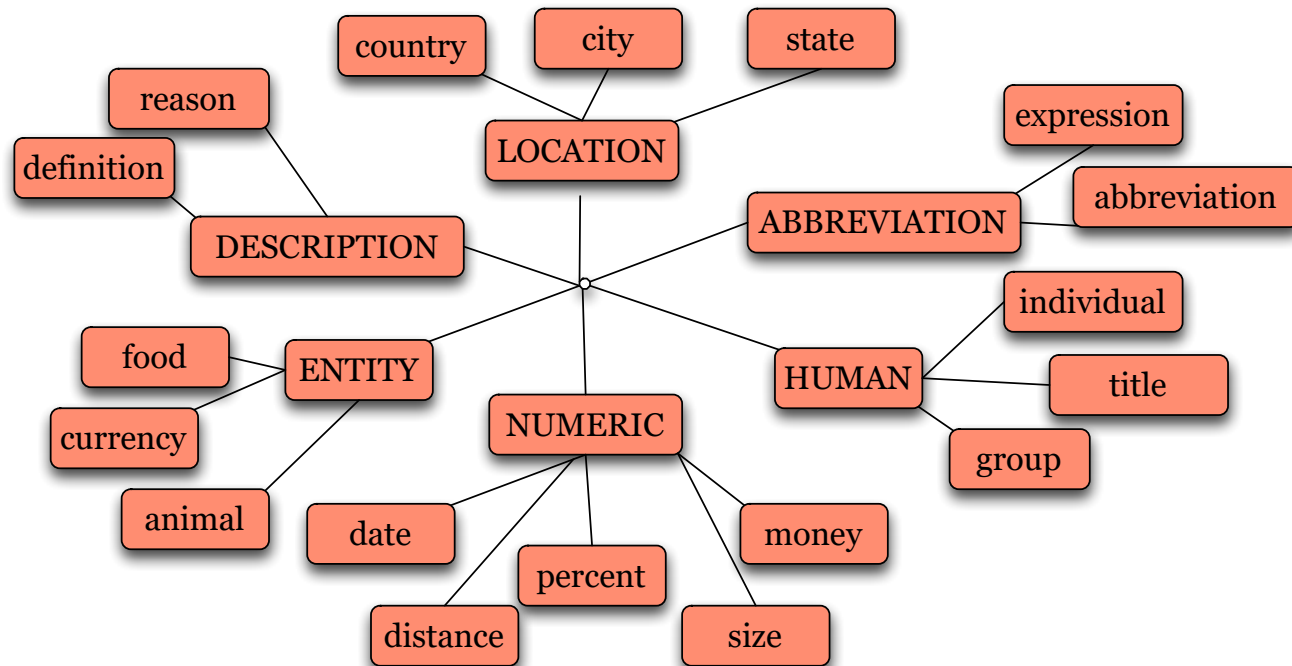 country
city
state
reason
expression
definition
LOCATION
abbreviation
ABBREVIATION
DESCRIPTION
individual
food
ENTITY
HUMAN
title
NUMERIC
currency
group
animal
date
money
percent
distance
size